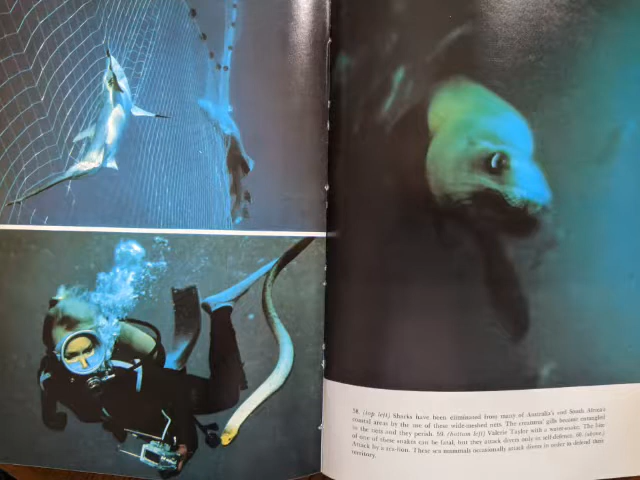 58. (top left) Sharks have been eliminated from many of Australia's and South Africa's
coastal areas by the use of these wide-meshed nets. The creatures' gills become entangled
in the nets and they perish. 59. (bottom left) Valerie Taylor with a The bite
of one of these snakes can be fatal, but they attack divers only in self-defence. 60. (above)
Attack by a sea-lion. These sea mammals occasionally attack divers in order to defend their
territory.